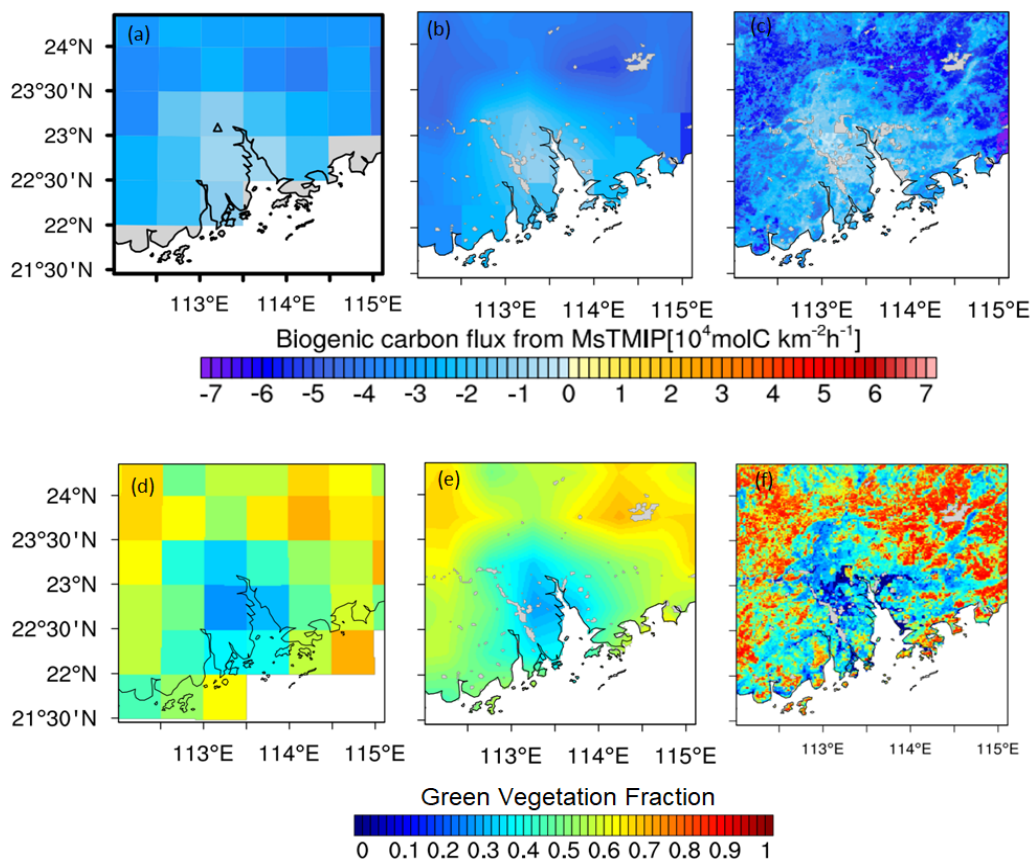 (a) (b) (c)
24°N
23°30'N
23°N
22°30'N
22°N
21°30'N
113°E 114°E 115°E 113°E 114°E 115°E 113°E 114°E 115°E
Biogenic carbon flux from MsTMIP[10⁴molC km⁻²h⁻¹]
-7 -6 -5 -4 -3 -2 -1 0 1 2 3 4 5 6 7
(d) (e) (f)
24°N
23°30'N
23°N
22°30'N
22°N
21°30'N
113°E 114°E 115°E 113°E 114°E 115°E 113°E 114°E 115°E
Green Vegetation Fraction
0 0.1 0.2 0.3 0.4 0.5 0.6 0.7 0.8 0.9 1